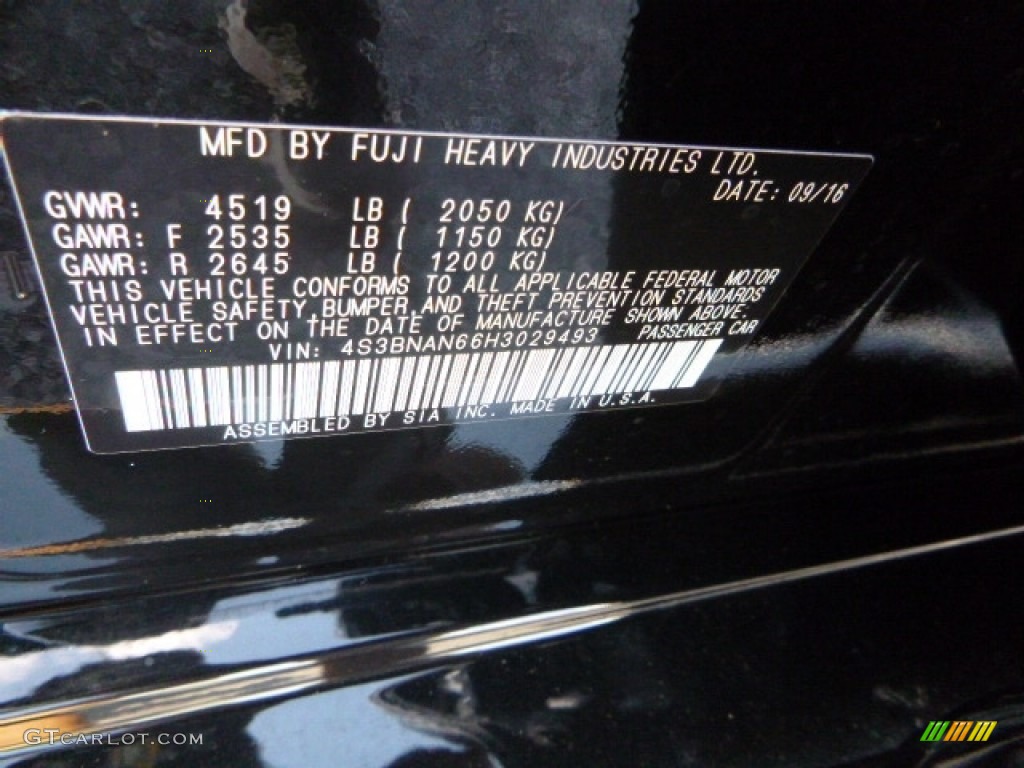 MFD BY FUJI HEAVY INDUSTRIES LTD.
DATE: 09/16
GVWR: 4519 LB ( 2050 KG)
GAWR: F 2535 LB ( 1150 KG)
GAWR: R 2645 LB ( 1200 KG)
THIS VEHICLE CONFORMS TO ALL APPLICABLE FEDERAL MOTOR
VEHICLE SAFETY,BUMPER,AND THEFT PREVENTION STANDARDS
IN EFFECT ON THE DATE OF MANUFACTURE SHOWN ABOVE.
VIN: 4S3BNAN66H3029493 PASSENGER CAR
ASSEMBLED BY SIA INC. MADE IN U.S.A.
GTCARLOT.COM